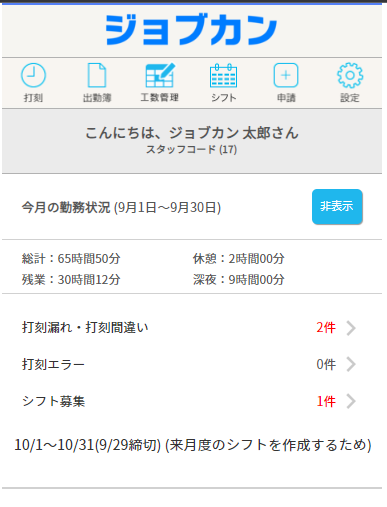 ジョブカン
打刻 出勤簿 工数管理 シフト 申請 設定
こんにちは、ジョブカン 太郎さん
スタッフコード (17)
今月の勤務状況 (9月1日〜9月30日) 非表示
総計：65時間50分 休憩：2時間00分
残業：30時間12分 深夜：9時間00分
打刻漏れ・打刻間違い 2件
打刻エラー 0件
シフト募集 1件
10/1〜10/31(9/29締切) (来月度のシフトを作成するため)